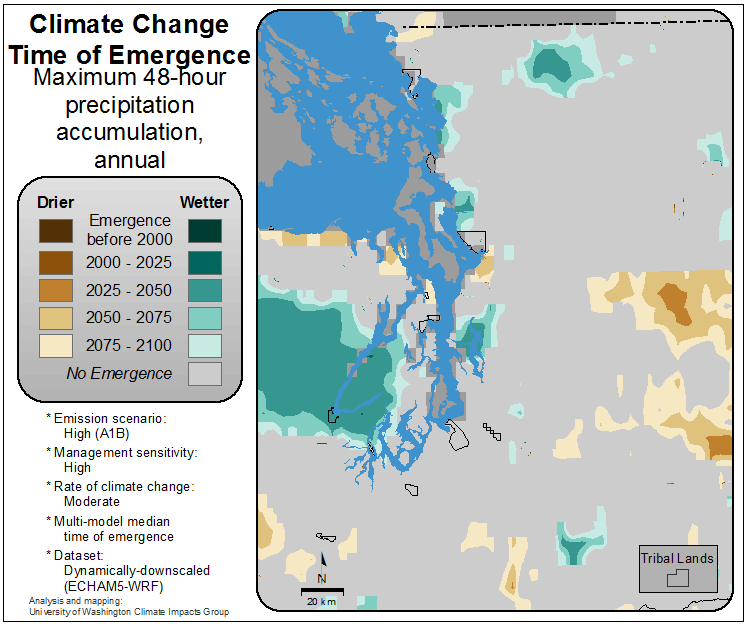 Climate Change
Time of Emergence
Maximum 48-hour
precipitation
accumulation,
annual
Drier Wetter
Emergence
before 2000
2000 - 2025
2025 - 2050
2050 - 2075
2075 - 2100
No Emergence
* Emission scenario:
High (A1B)
* Management sensitivity:
High
* Rate of climate change:
Moderate
* Multi-model median
time of emergence
* Dataset:
Dynamically-downscaled
(ECHAM5-WRF)
Analysis and mapping:
University of Washington Climate Impacts Group
N
20 km
Tribal Lands